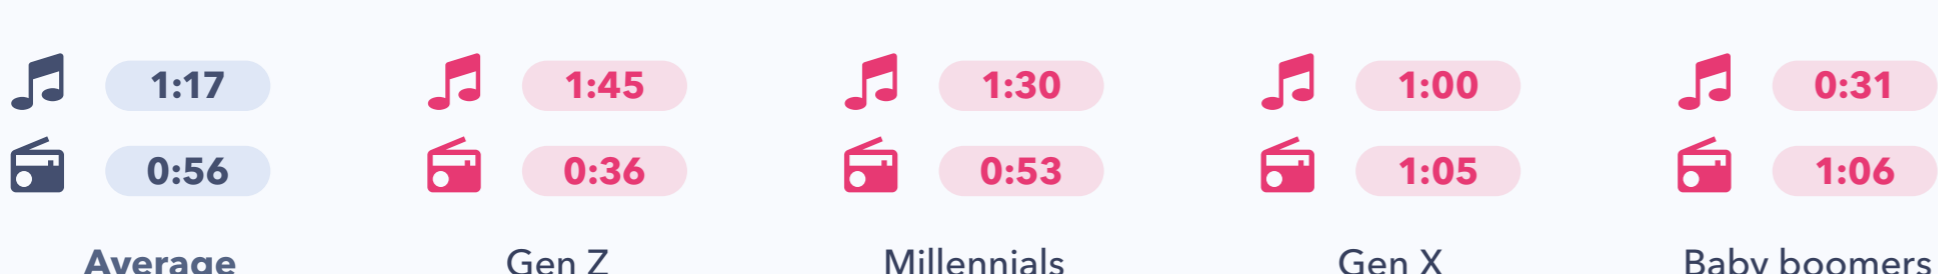 1:17 1:45 1:30 1:00 0:31
0:56 0:36 0:53 1:05 1:06
Average Gen Z Millennials Gen X Baby boomers